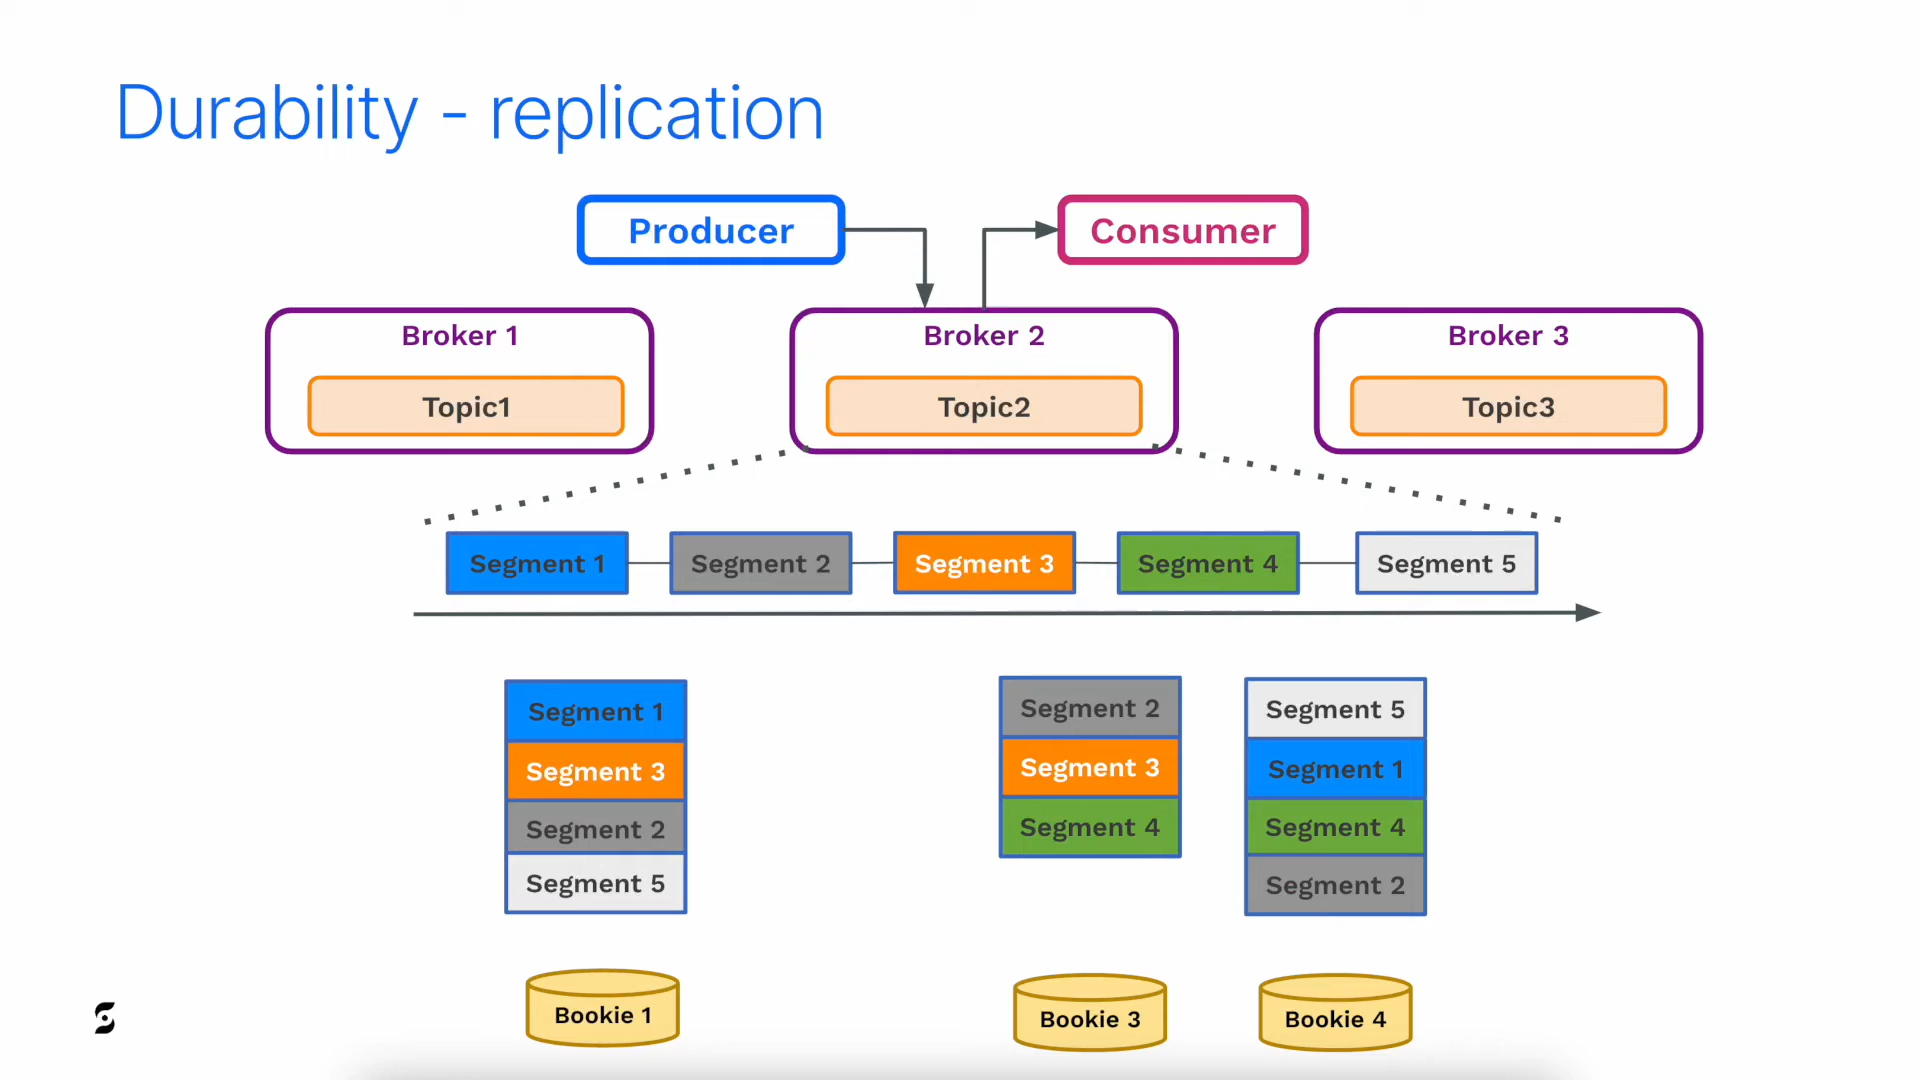 Durability - replication
Producer
Consumer
Broker 1
Broker 2
Broker 3
Topic1
Topic2
Topic3
Segment 1
Segment 2
Segment 3
Segment 4
Segment 5
Segment 1
Segment 3
Segment 2
Segment 5
Segment 2
Segment 3
Segment 4
Segment 5
Segment 1
Segment 4
Segment 2
Bookie 1
Bookie 3
Bookie 4